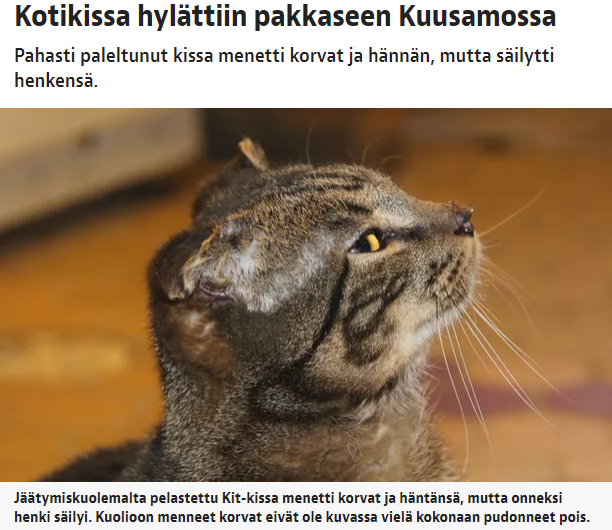 Kotikissa hylättiin pakkaseen Kuusamossa
Pahasti paleltunut kissa menetti korvat ja hännän, mutta säilytti
henkensä.
Jäätymiskuolemalta pelastettu Kit-kissa menetti korvat ja häntänsä, mutta onneksi
henki säilyi. Kuolioon menneet korvat eivät ole kuvassa vielä kokonaan pudonneet pois.